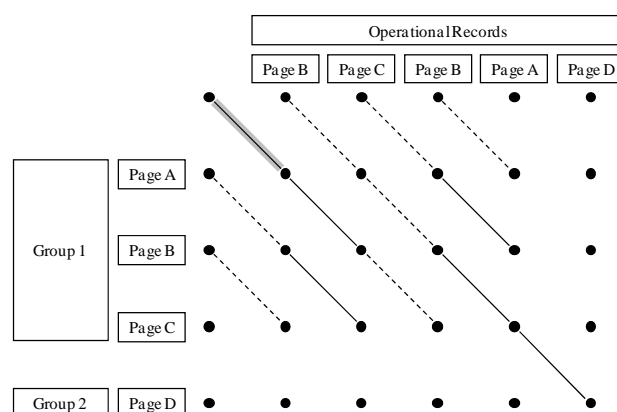 Operational Records
Page B Page C Page B Page A Page D
Page A
Group 1 Page B
Page C
Group 2 Page D